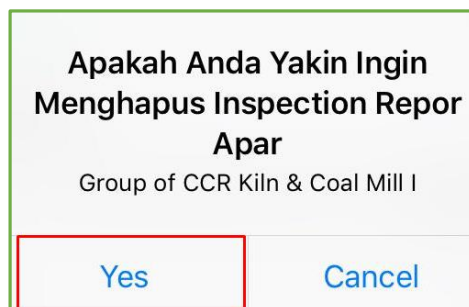 Apakah Anda Yakin Ingin
Menghapus Inspection Repor
Apar
Group of CCR Kiln & Coal Mill I
Yes Cancel